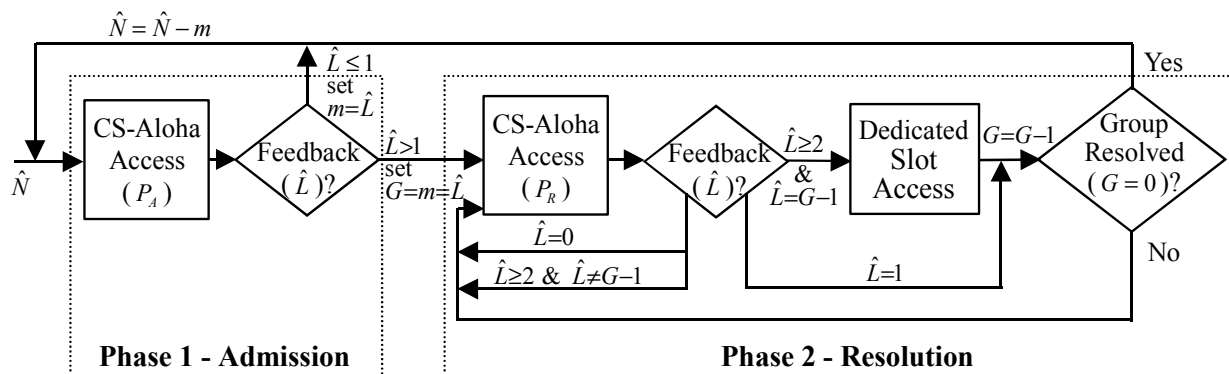 N̂ = N̂ − m
L̂ ≤ 1
set
m=L̂
Yes
CS-Aloha
Access
( P_A )
Feedback
( L̂ )?
L̂>1
set
G=m=L̂
CS-Aloha
Access
( P_R )
Feedback
( L̂ )?
L̂≥2
&
L̂=G−1
Dedicated
Slot
Access
G=G−1
Group
Resolved
( G = 0 )?
N̂
L̂=0
L̂≥2 & L̂≠G−1
L̂=1
No
Phase 1 - Admission
Phase 2 - Resolution